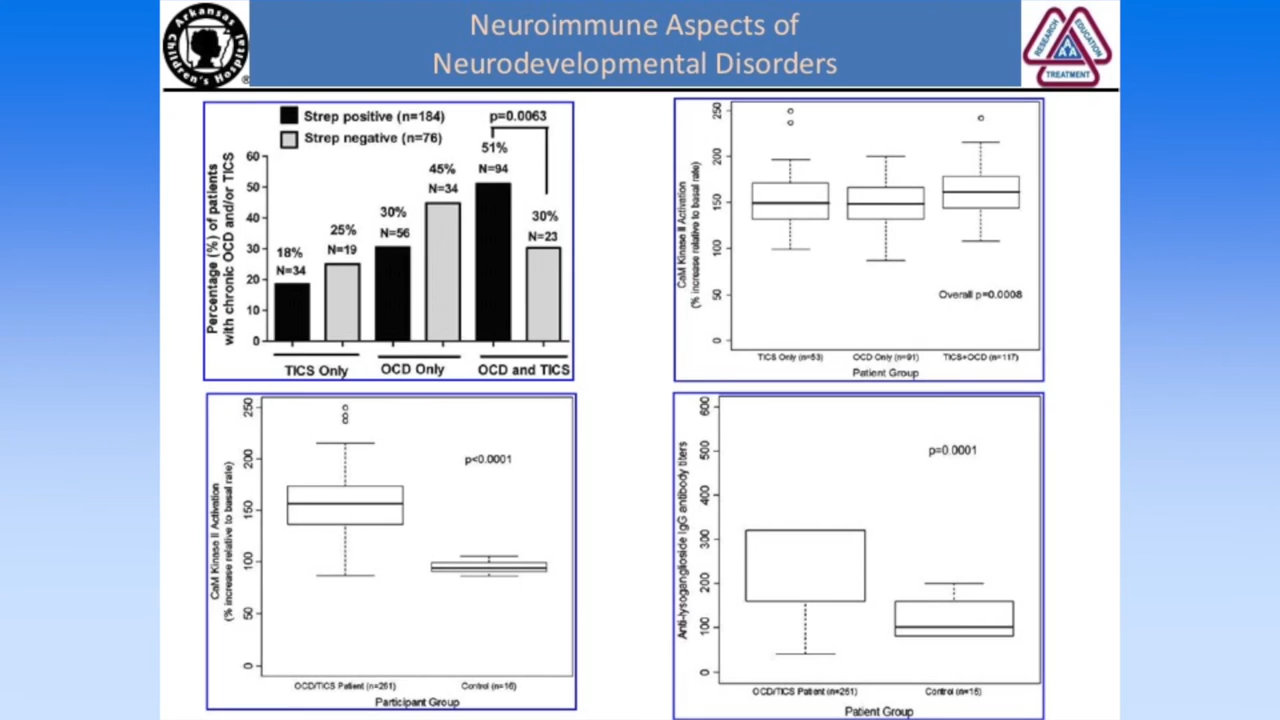 Neuroimmune Aspects of
Neurodevelopmental Disorders
Arkansas
Children's Hospital
®
RESEARCH
EDUCATION
TREATMENT
Strep positive (n=184)
Strep negative (n=76)
p=0.0063
Percentage (%) of patients
with chronic OCD and/or TICS
60
50
40
30
20
10
0
18%
N=34
25%
N=19
30%
N=56
45%
N=34
51%
N=94
30%
N=23
TICS Only
OCD Only
OCD and TICS
CaM Kinase II Activation
(% increase relative to basal rate)
250
200
150
100
50
0
Overall p=0.0008
TICS Only (n=53)
OCD Only (n=91)
TICS+OCD (n=117)
Patient Group
CaM Kinase II Activation
(% increase relative to basal rate)
250
200
150
100
50
0
p<0.0001
OCD/TICS Patient (n=261)
Control (n=16)
Participant Group
Anti-lysoganglioside IgG antibody titers
600
500
400
300
200
100
0
p=0.0001
OCD/TICS Patient (n=261)
Control (n=15)
Patient Group